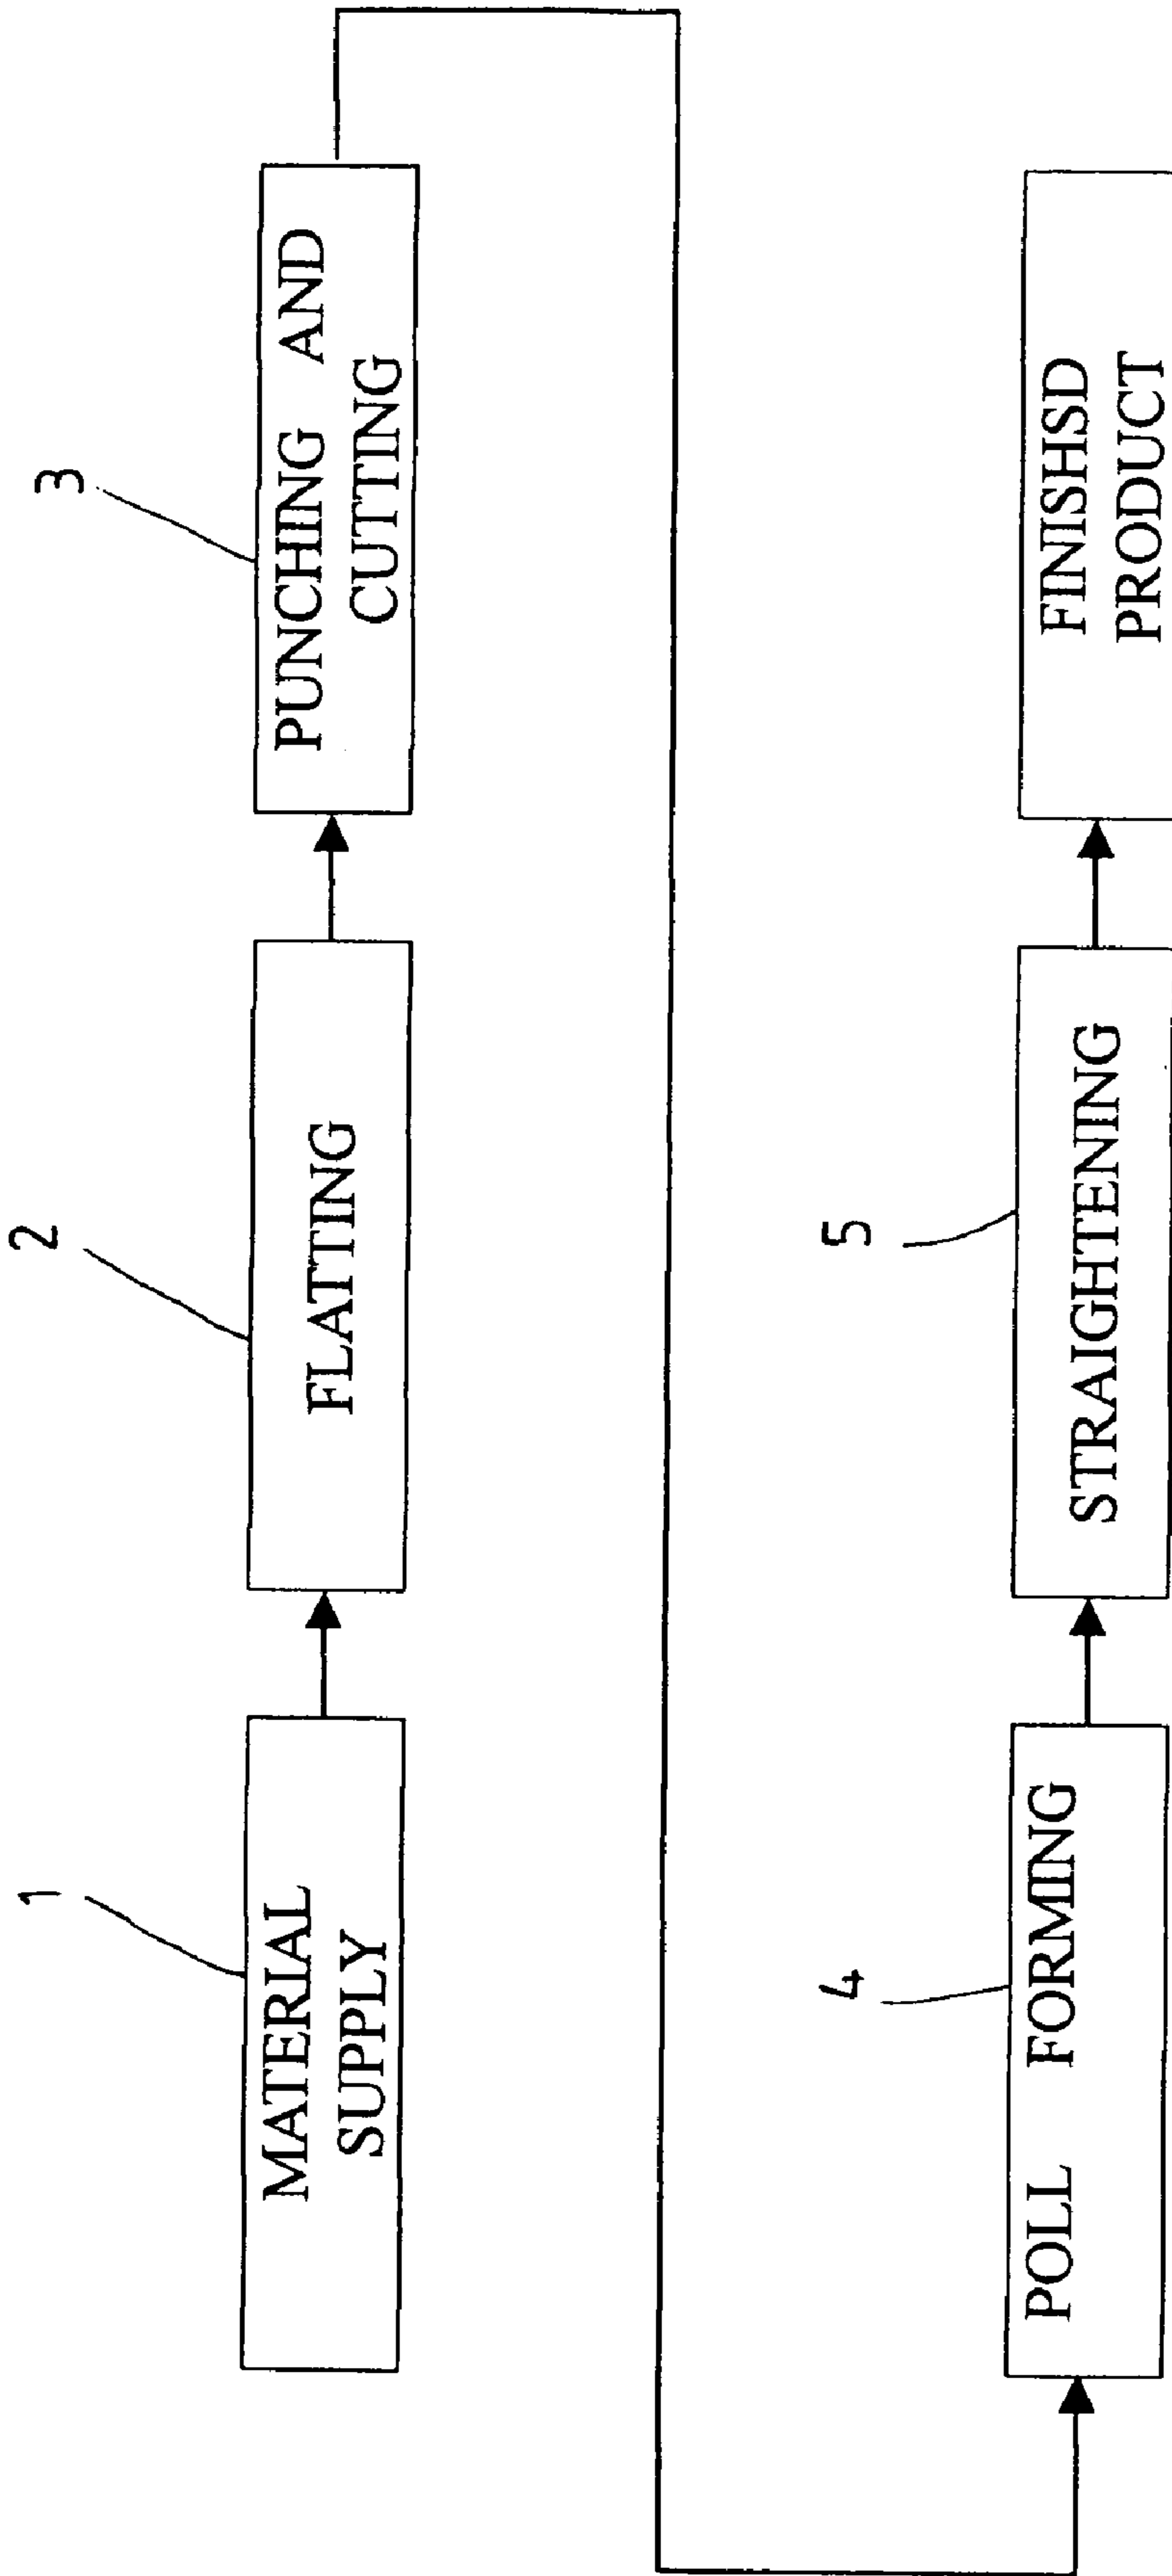 1
MATERIAL
SUPPLY
2
FLATTING
3
PUNCHING AND
CUTTING
4
POLL FORMING
5
STRAIGHTENING
FINISHSD
PRODUCT